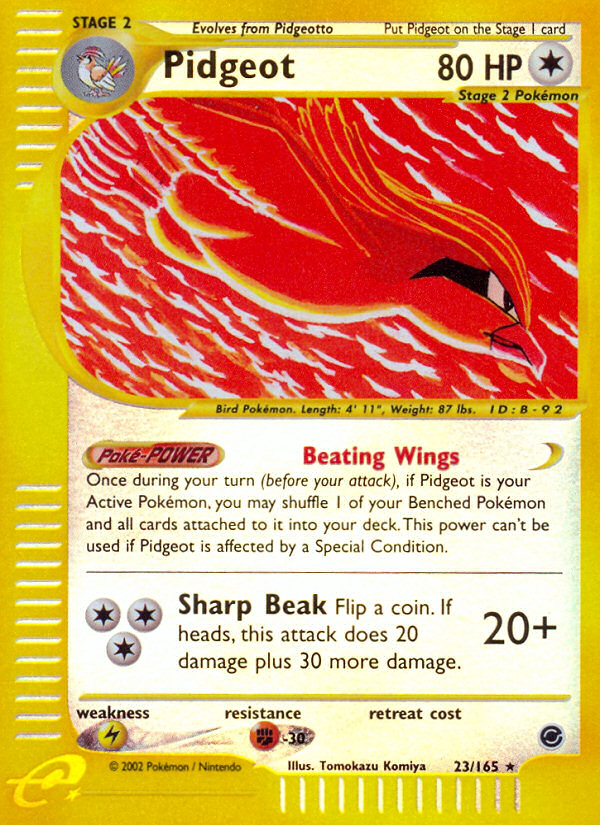 STAGE 2
Evolves from Pidgeotto
Put Pidgeot on the Stage 1 card
Pidgeot
80 HP
Stage 2 Pokémon
Bird Pokémon. Length: 4' 11", Weight: 87 lbs. ID:B-92
Poké-POWER
Beating Wings
Once during your turn (before your attack), if Pidgeot is your
Active Pokémon, you may shuffle 1 of your Benched Pokémon
and all cards attached to it into your deck. This power can't be
used if Pidgeot is affected by a Special Condition.
Sharp Beak Flip a coin. If
heads, this attack does 20
damage plus 30 more damage.
20+
weakness
resistance
retreat cost
-30
© 2002 Pokémon / Nintendo
Illus. Tomokazu Komiya
23/165 ★
e